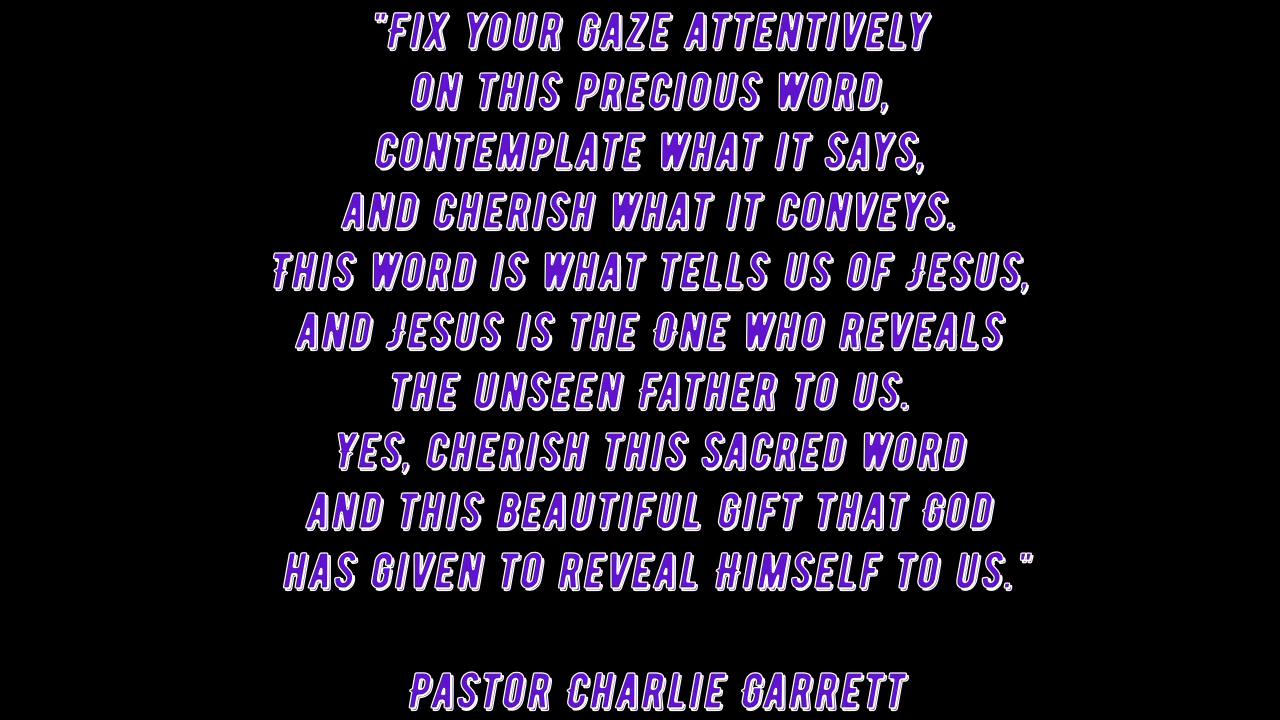 "Fix your gaze attentively
on this precious word,
contemplate what it says,
and cherish what it conveys.
This word is what tells us of Jesus,
and Jesus is the One who reveals
the unseen Father to us.
Yes, cherish this sacred word
and this beautiful gift that God
has given to reveal Himself to us."
Pastor Charlie Garrett